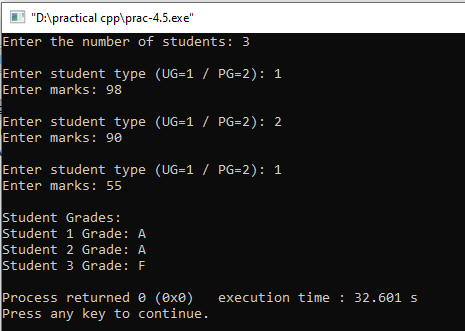 "D:\practical cpp\prac-4.5.exe"
Enter the number of students: 3
Enter student type (UG=1 / PG=2): 1
Enter marks: 98
Enter student type (UG=1 / PG=2): 2
Enter marks: 90
Enter student type (UG=1 / PG=2): 1
Enter marks: 55
Student Grades:
Student 1 Grade: A
Student 2 Grade: A
Student 3 Grade: F
Process returned 0 (0x0)   execution time : 32.601 s
Press any key to continue.